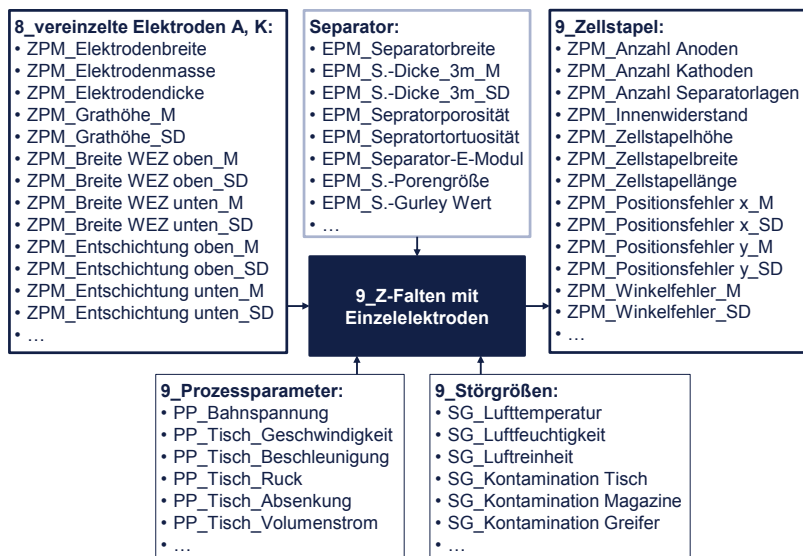 8_vereinzelte Elektroden A, K:
• ZPM_Elektrodenbreite
• ZPM_Elektrodenmasse
• ZPM_Elektrodendicke
• ZPM_Grathöhe_M
• ZPM_Grathöhe_SD
• ZPM_Breite WEZ oben_M
• ZPM_Breite WEZ oben_SD
• ZPM_Breite WEZ unten_M
• ZPM_Breite WEZ unten_SD
• ZPM_Entschichtung oben_M
• ZPM_Entschichtung oben_SD
• ZPM_Entschichtung unten_M
• ZPM_Entschichtung unten_SD
• …
Separator:
• EPM_Separatorbreite
• EPM_S.-Dicke_3m_M
• EPM_S.-Dicke_3m_SD
• EPM_Sepratorporosität
• EPM_Sepratortortuosität
• EPM_Separator-E-Modul
• EPM_S.-Porengröße
• EPM_S.-Gurley Wert
• …
9_Zellstapel:
• ZPM_Anzahl Anoden
• ZPM_Anzahl Kathoden
• ZPM_Anzahl Separatorlagen
• ZPM_Innenwiderstand
• ZPM_Zellstapelhöhe
• ZPM_Zellstapelbreite
• ZPM_Zellstapellänge
• ZPM_Positionsfehler x_M
• ZPM_Positionsfehler x_SD
• ZPM_Positionsfehler y_M
• ZPM_Positionsfehler y_SD
• ZPM_Winkelfehler_M
• ZPM_Winkelfehler_SD
• …
9_Z-Falten mit
Einzelelektroden
9_Prozessparameter:
• PP_Bahnspannung
• PP_Tisch_Geschwindigkeit
• PP_Tisch_Beschleunigung
• PP_Tisch_Ruck
• PP_Tisch_Absenkung
• PP_Tisch_Volumenstrom
• …
9_Störgrößen:
• SG_Lufttemperatur
• SG_Luftfeuchtigkeit
• SG_Luftreinheit
• SG_Kontamination Tisch
• SG_Kontamination Magazine
• SG_Kontamination Greifer
• …